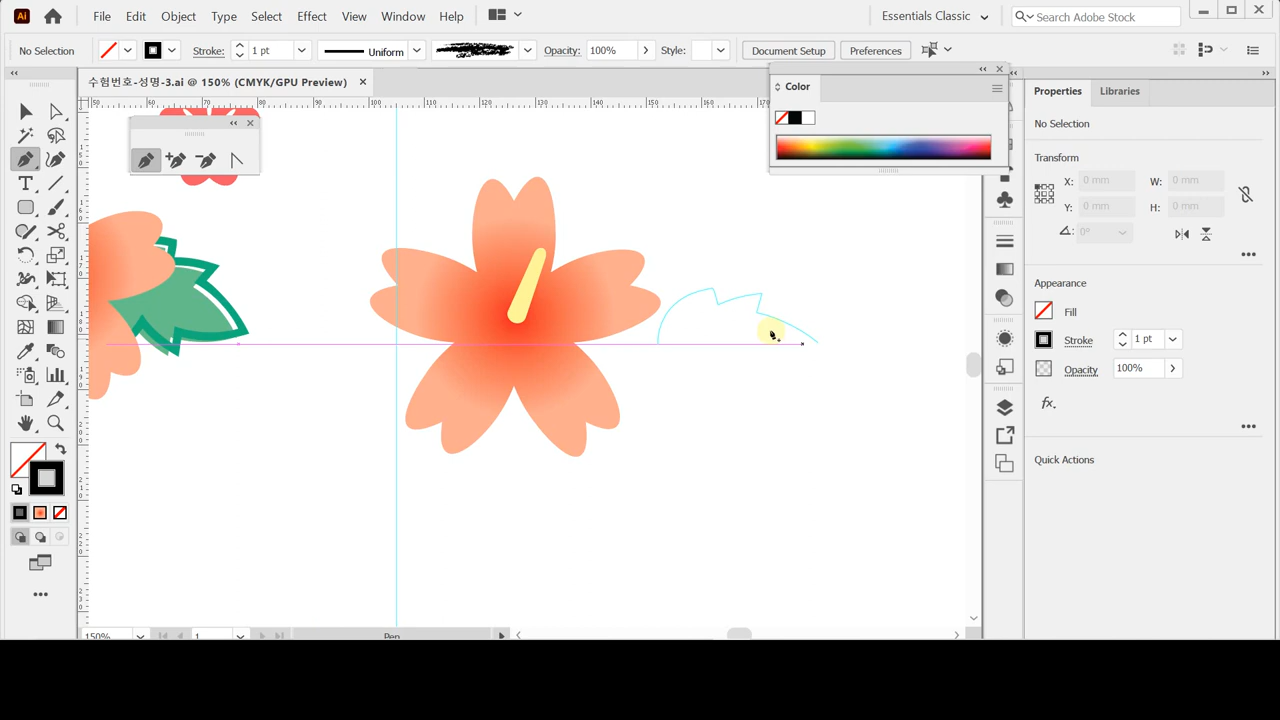 Ai File Edit Object Type Select Effect View Window Help Essentials Classic Search Adobe Stock
No Selection Stroke: 1 pt Uniform Opacity: 100% Style: Document Setup Preferences
수험번호-성명-3.ai @ 150% (CMYK/GPU Preview)
Color
Properties Libraries
No Selection
Transform
X: 0 mm W: 0 mm
Y: 0 mm H: 0 mm
0°
Appearance
Fill
Stroke 1 pt
Opacity 100%
fx.
Quick Actions
150% 1 Pen